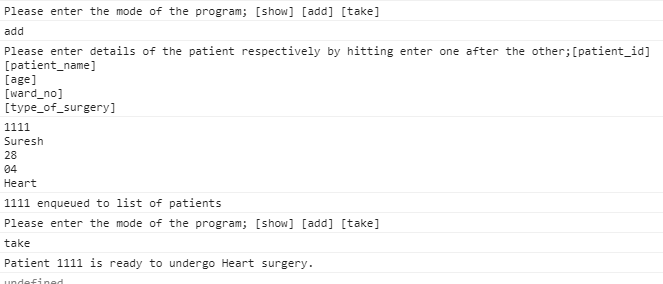 Please enter the mode of the program; [show] [add] [take]
add
Please enter details of the patient respectively by hitting enter one after the other;[patient_id]
[patient_name]
[age]
[ward_no]
[type_of_surgery]
1111
Suresh
28
04
Heart
1111 enqueued to list of patients
Please enter the mode of the program; [show] [add] [take]
take
Patient 1111 is ready to undergo Heart surgery.
undefined